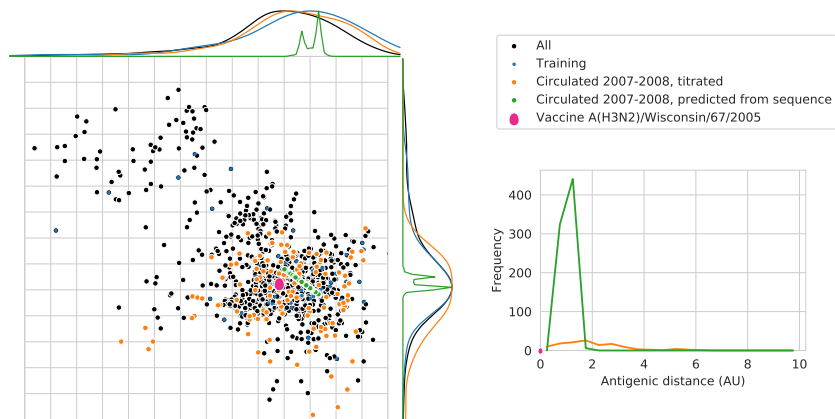 All
Training
Circulated 2007-2008, titrated
Circulated 2007-2008, predicted from sequence
Vaccine A(H3N2)/Wisconsin/67/2005
400
300
200
100
0
Frequency
0 2 4 6 8 10
Antigenic distance (AU)